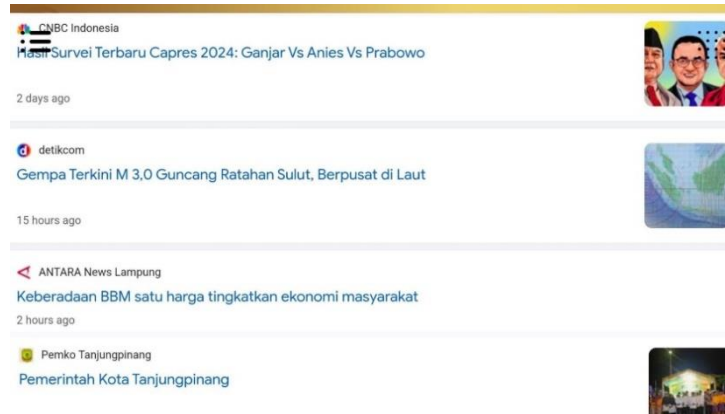 CNBC Indonesia
Hasil Survei Terbaru Capres 2024: Ganjar Vs Anies Vs Prabowo
2 days ago
detikcom
Gempa Terkini M 3,0 Guncang Ratahan Sulut, Berpusat di Laut
15 hours ago
ANTARA News Lampung
Keberadaan BBM satu harga tingkatkan ekonomi masyarakat
2 hours ago
Pemko Tanjungpinang
Pemerintah Kota Tanjungpinang